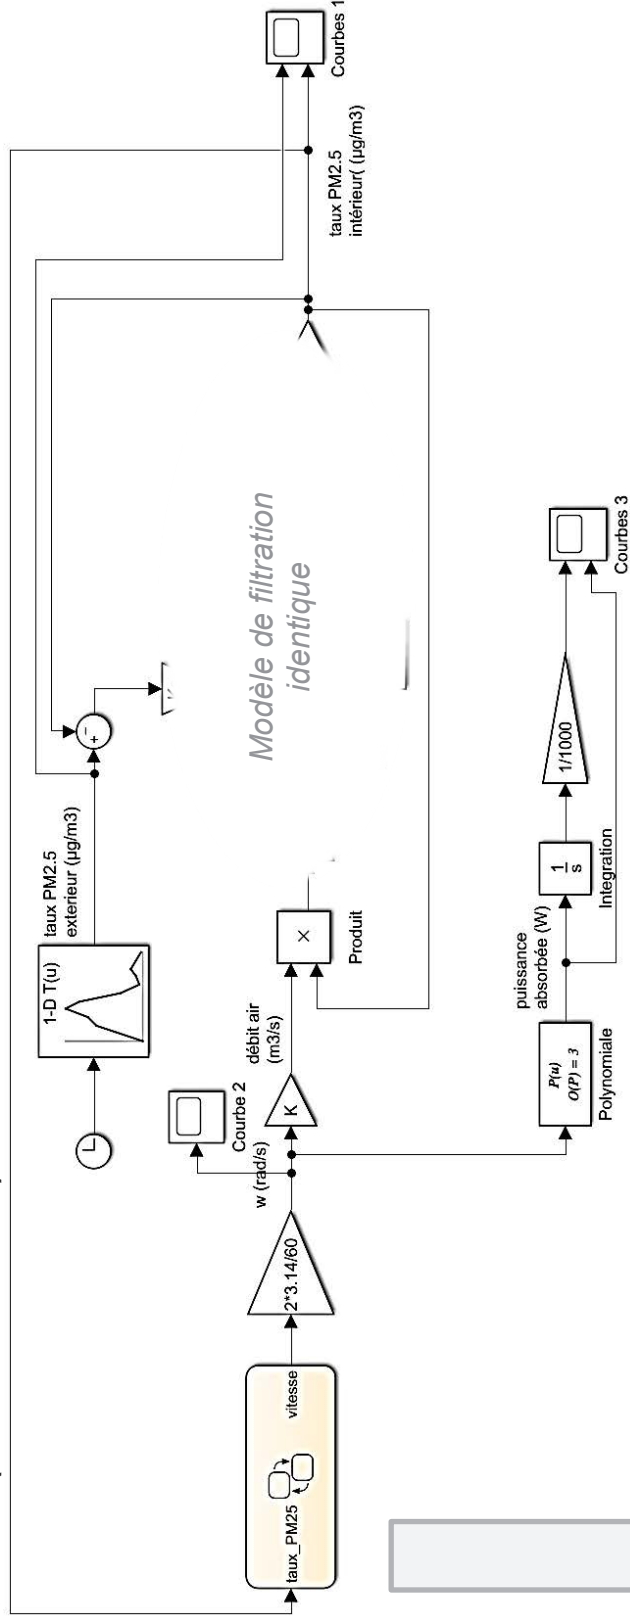 taux_PM25
vitesse
2*3.14/60
w (rad/s)
Courbe 2
K
débit air
(m3/s)
1-D T(u)
taux PM2.5
exterieur (µg/m3)
+
−
×
Produit
Modèle de filtration
identique
taux PM2.5
intérieur( (µg/m3)
Courbes 1
P(u)
O(P) = 3
Polynomiale
puissance
absorbée (W)
1
s
Integration
1/1000
Courbes 3